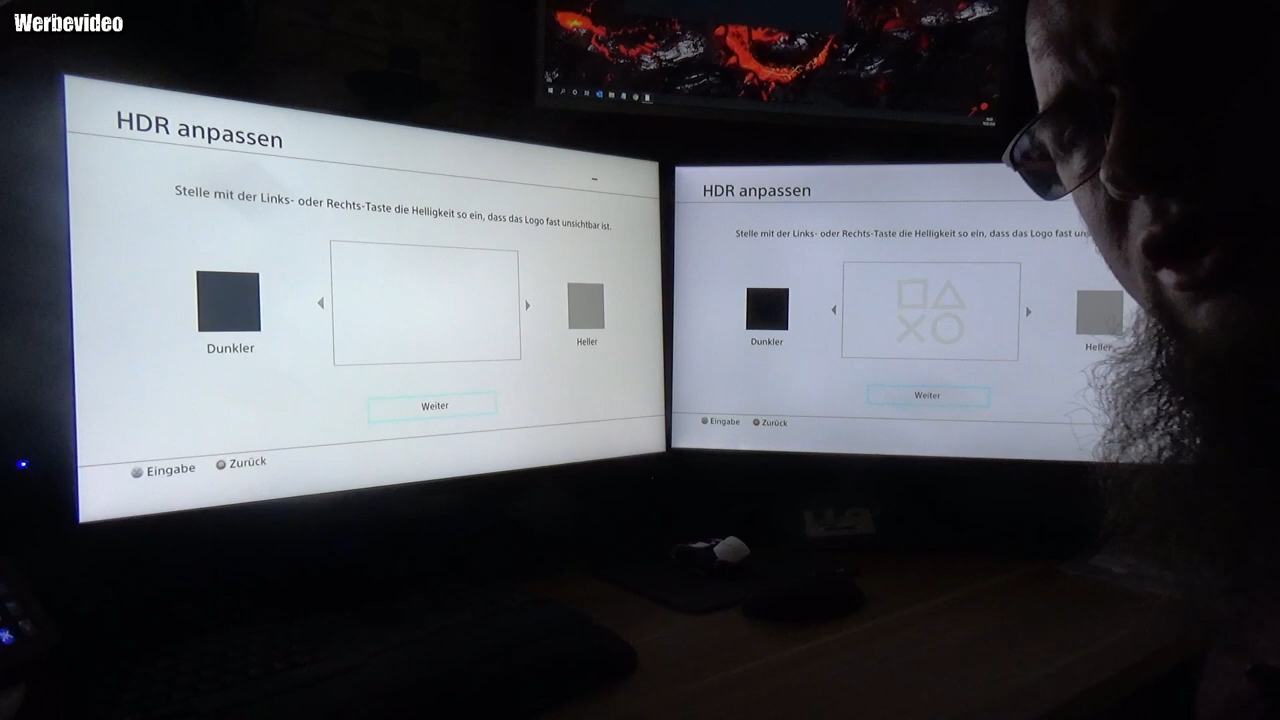 Werbevideo
HDR anpassen
Stelle mit der Links- oder Rechts-Taste die Helligkeit so ein, dass das Logo fast unsichtbar ist.
Dunkler
Heller
Weiter
Eingabe
Zurück
HDR anpassen
Stelle mit der Links- oder Rechts-Taste die Helligkeit so ein, dass das Logo fast
Dunkler
Heller
Weiter
Eingabe
Zurück